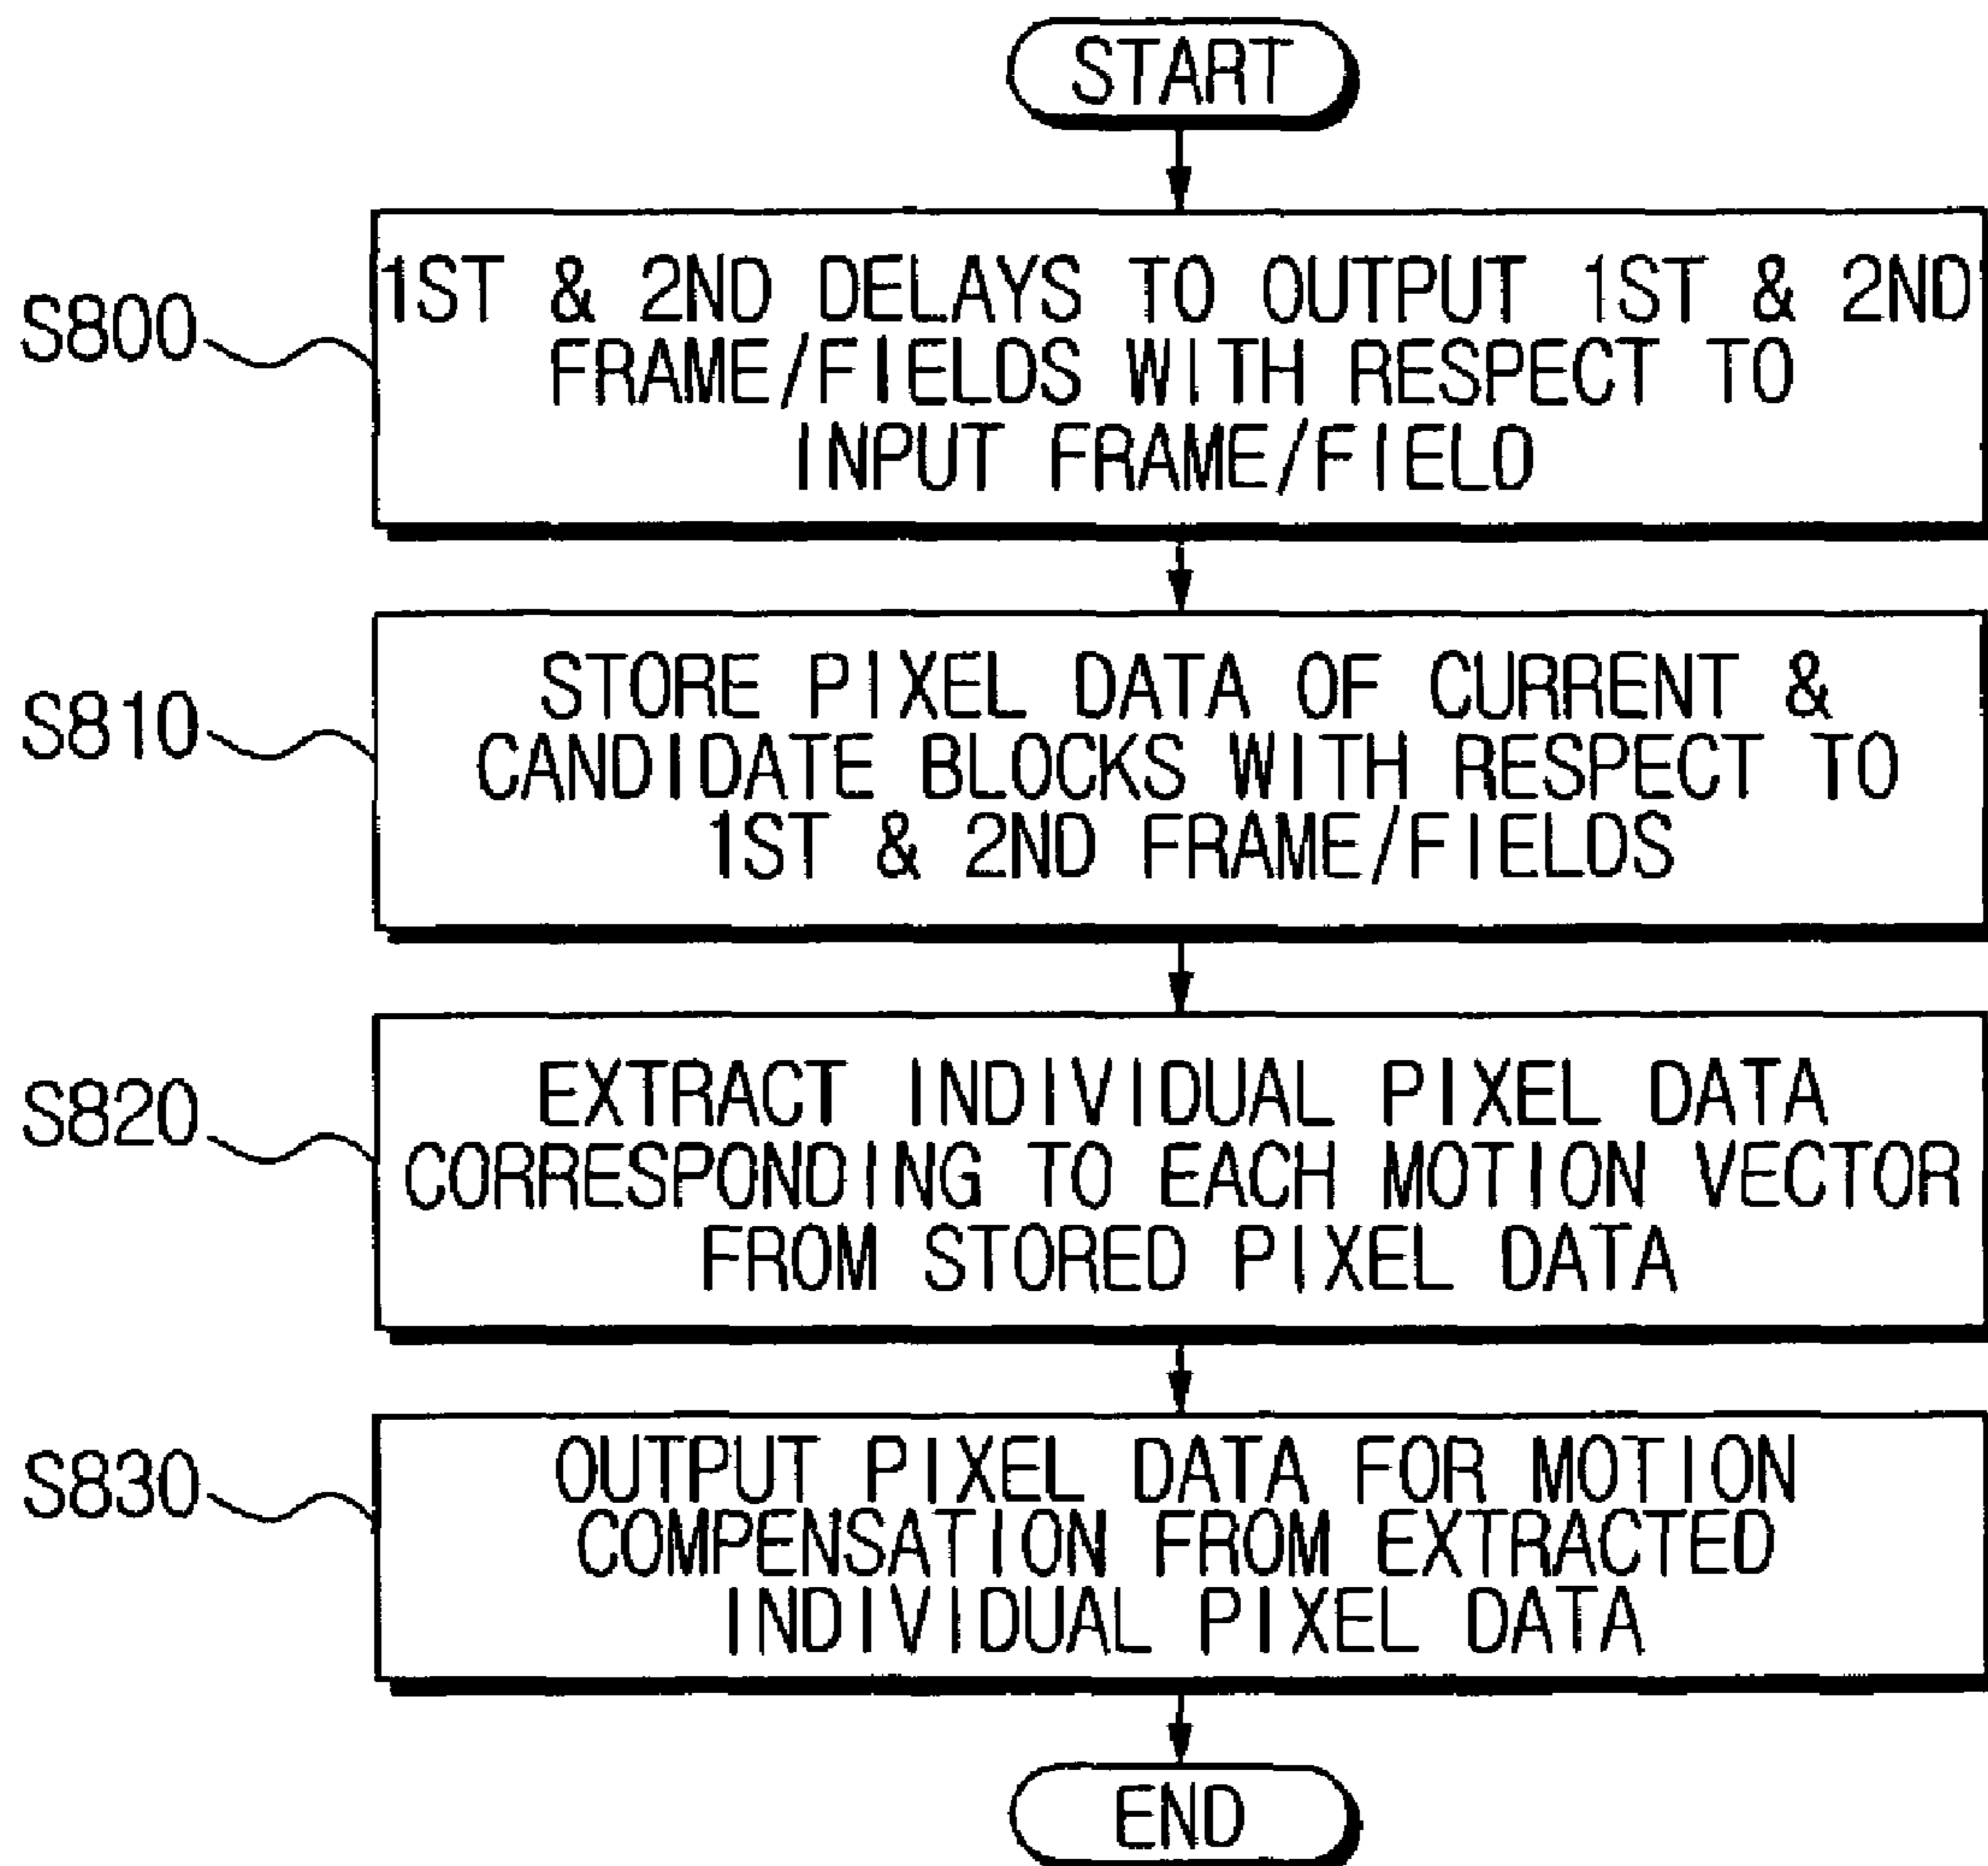 START
S800
1ST & 2ND DELAYS TO OUTPUT 1ST & 2ND
FRAME/FIELDS WITH RESPECT TO
INPUT FRAME/FIELD
S810
STORE PIXEL DATA OF CURRENT &
CANDIDATE BLOCKS WITH RESPECT TO
1ST & 2ND FRAME/FIELDS
S820
EXTRACT INDIVIDUAL PIXEL DATA
CORRESPONDING TO EACH MOTION VECTOR
FROM STORED PIXEL DATA
S830
OUTPUT PIXEL DATA FOR MOTION
COMPENSATION FROM EXTRACTED
INDIVIDUAL PIXEL DATA
END